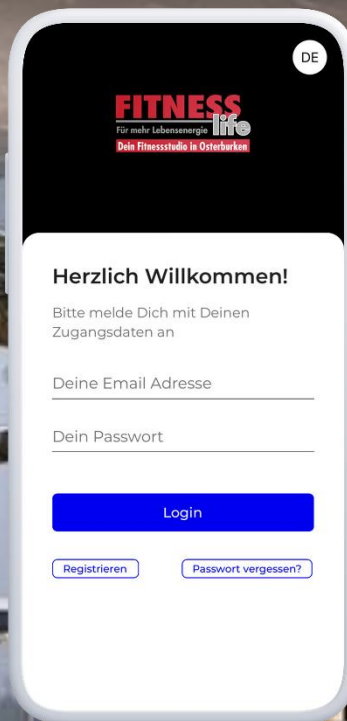 DE
FITNESS
life
Für mehr Lebensenergie
Dein Fitnessstudio in Osterburken
Herzlich Willkommen!
Bitte melde Dich mit Deinen
Zugangsdaten an
Deine Email Adresse
Dein Passwort
Login
Registrieren
Passwort vergessen?